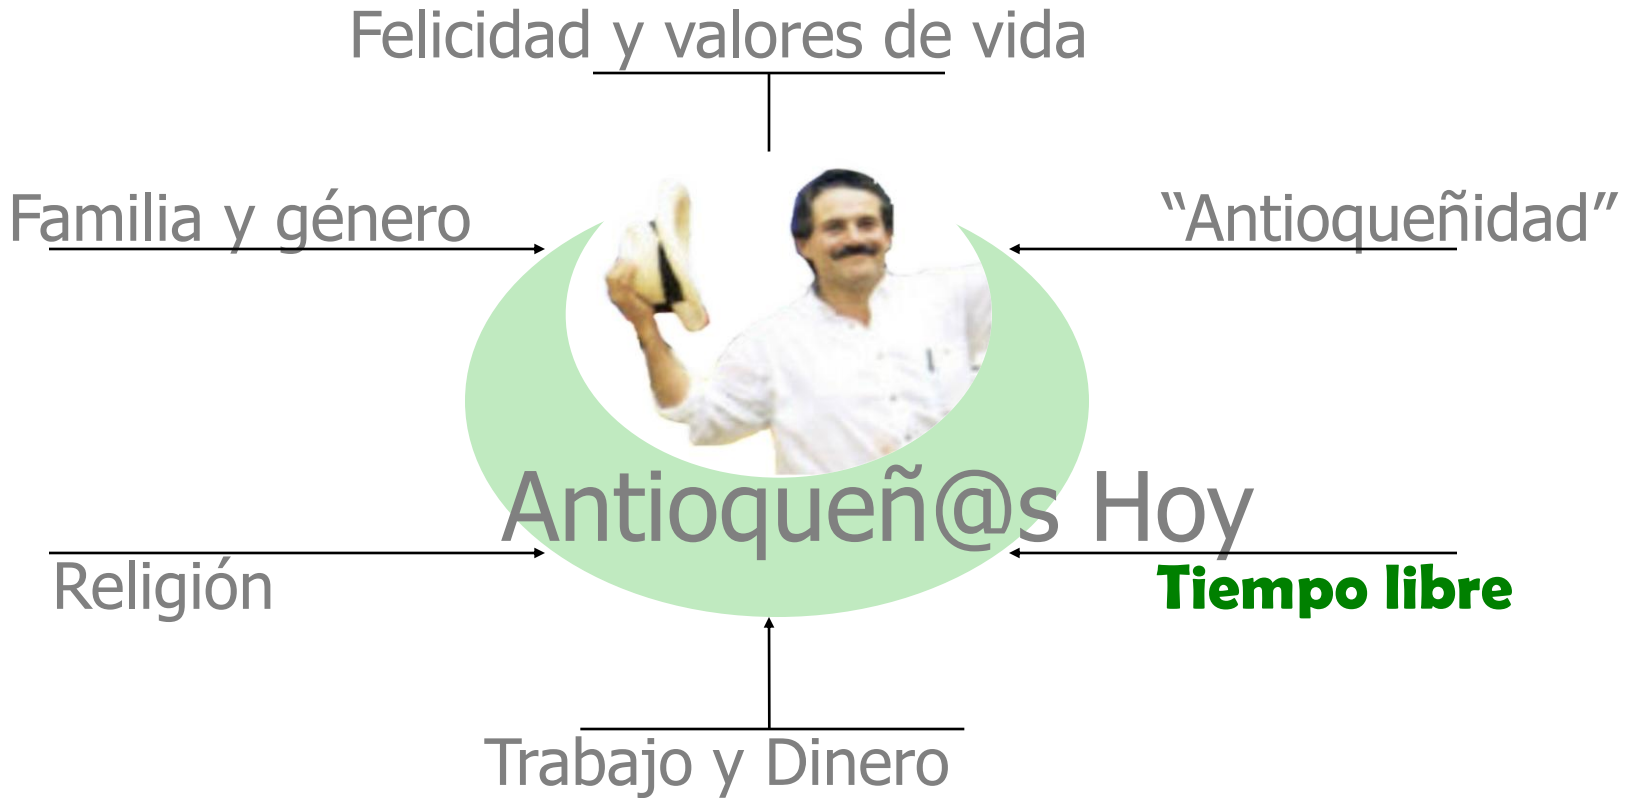 Felicidad y valores de vida
Familia y género
“Antioqueñidad”
Antioqueñ@s Hoy
Religión
Tiempo libre
Trabajo y Dinero